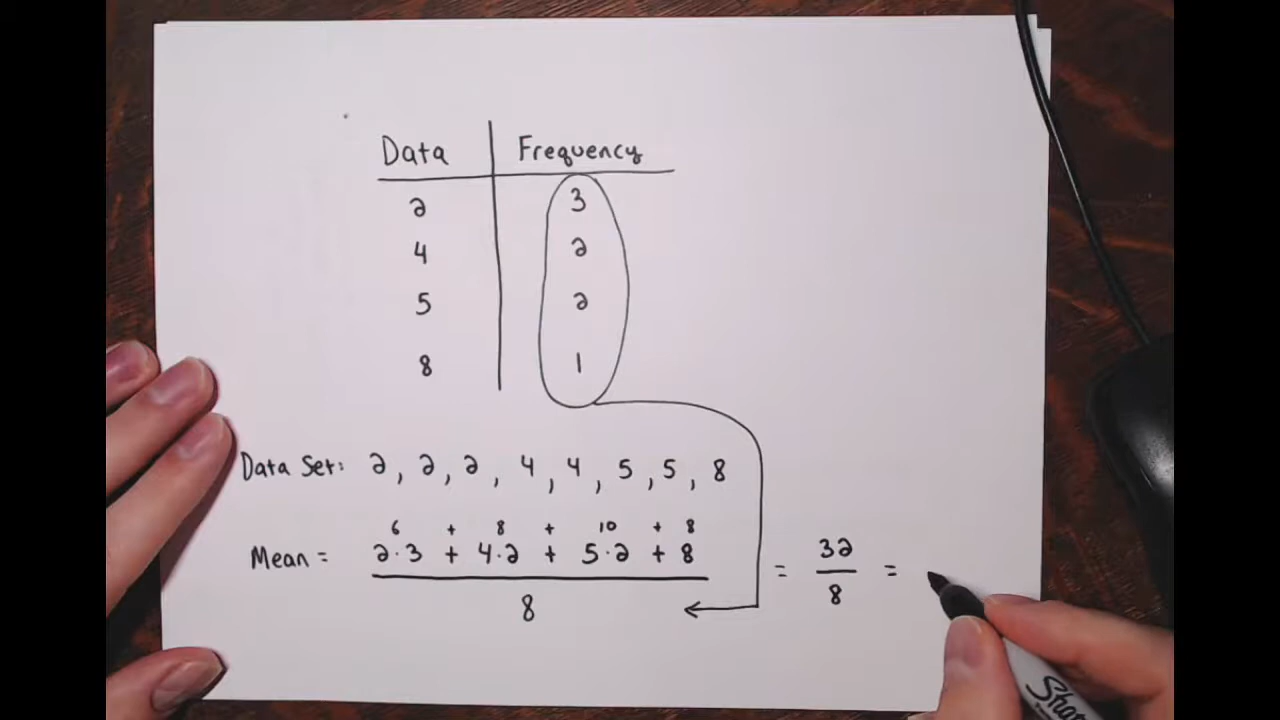 Data Frequency
2 3
4 2
5 2
8 1
Data Set: 2, 2, 2, 4, 4, 5, 5, 8
6 + 8 + 10 + 8
Mean = 2·3 + 4·2 + 5·2 + 8 = 32 =
8 8